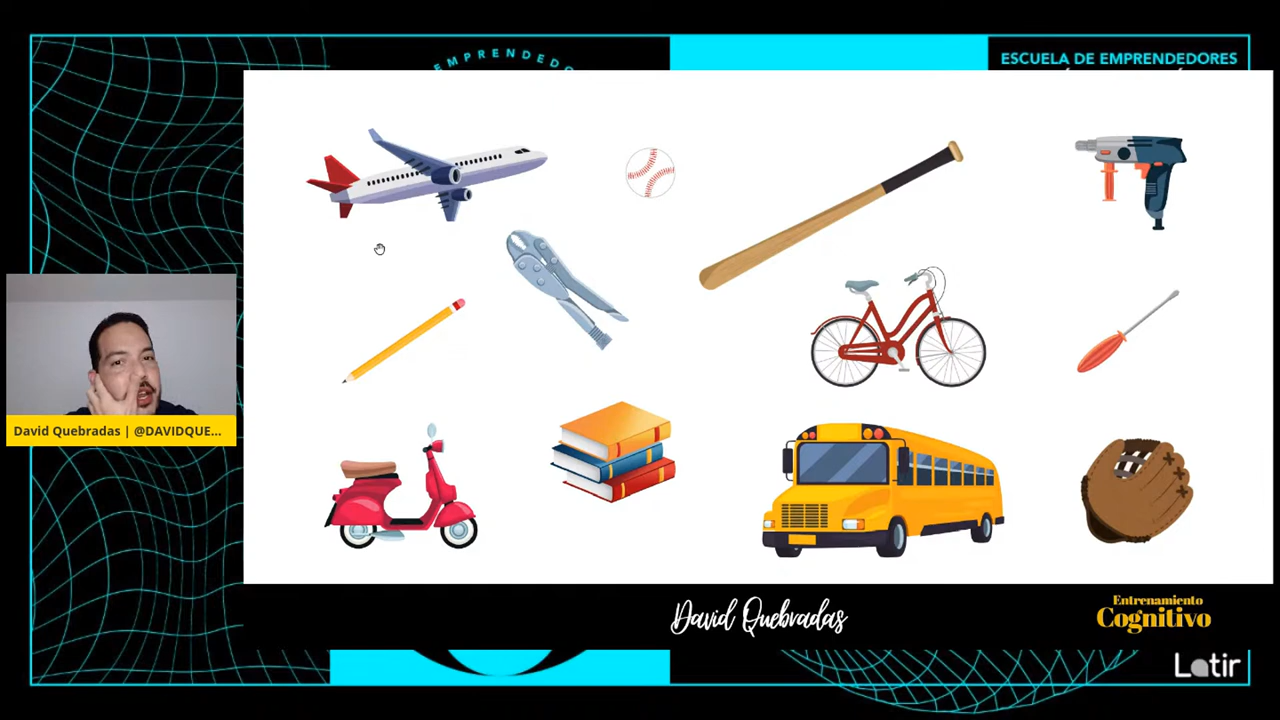 EMPRENDEDO
ESCUELA DE EMPRENDEDORES
David Quebradas | @DAVIDQUE...
David Quebradas
Entrenamiento
Cognitivo
Latir